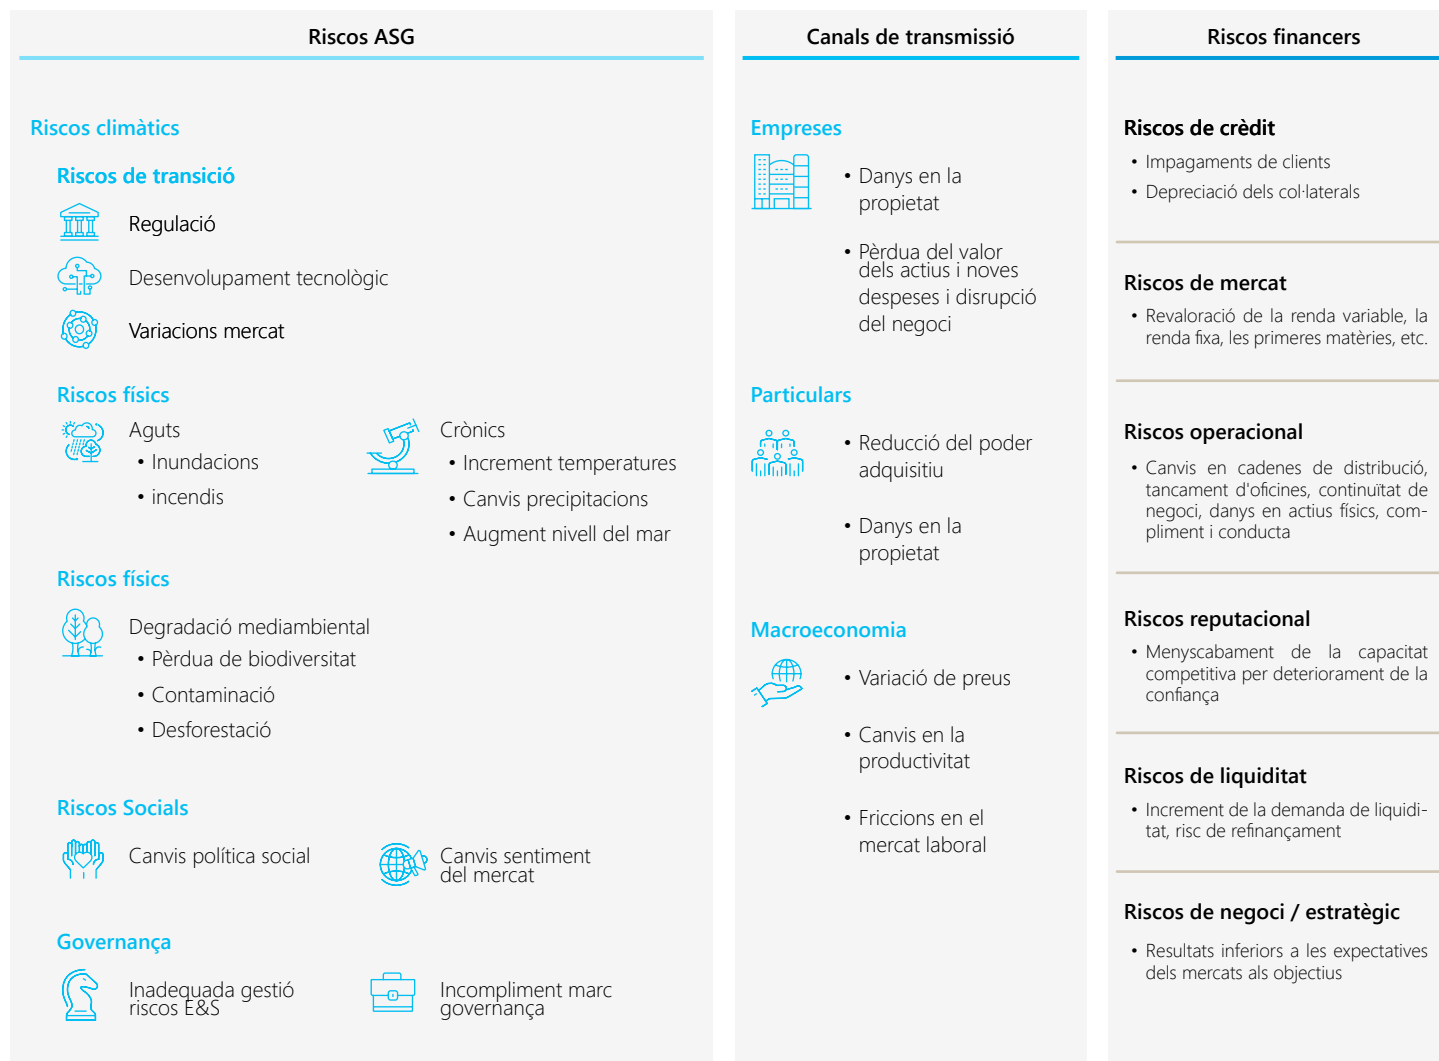 Riscos ASG
Riscos climàtics
Riscos de transició
Regulació
Desenvolupament tecnològic
Variacions mercat
Riscos físics
Aguts
• Inundacions
• incendis
Crònics
• Increment temperatures
• Canvis precipitacions
• Augment nivell del mar
Riscos físics
Degradació mediambiental
• Pèrdua de biodiversitat
• Contaminació
• Desforestació
Riscos Socials
Canvis política social
Canvis sentiment
del mercat
Governança
Inadequada gestió
riscos E&S
Incompliment marc
governança
Canals de transmissió
Empreses
• Danys en la
propietat
• Pèrdua del valor
dels actius i noves
despeses i disrupció
del negoci
Particulars
• Reducció del poder
adquisitiu
• Danys en la
propietat
Macroeconomia
• Variació de preus
• Canvis en la
productivitat
• Friccions en el
mercat laboral
Riscos financers
Riscos de crèdit
• Impagaments de clients
• Depreciació dels col·laterals
Riscos de mercat
• Revaloració de la renda variable, la
renda fixa, les primeres matèries, etc.
Riscos operacional
• Canvis en cadenes de distribució,
tancament d'oficines, continuïtat de
negoci, danys en actius físics, com-
pliment i conducta
Riscos reputacional
• Menyscabament de la capacitat
competitiva per deteriorament de la
confiança
Riscos de liquiditat
• Increment de la demanda de liquidi-
tat, risc de refinançament
Riscos de negoci / estratègic
• Resultats inferiors a les expectatives
dels mercats als objectius